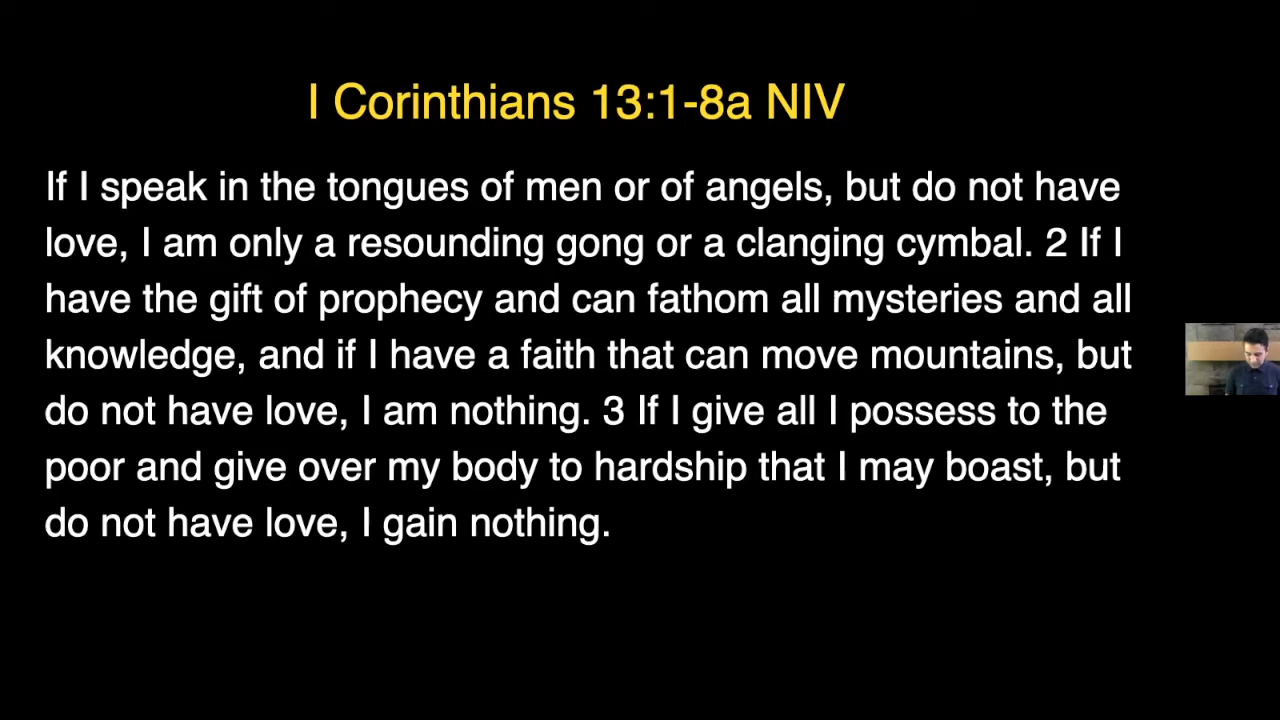 I Corinthians 13:1-8a NIV
If I speak in the tongues of men or of angels, but do not have
love, I am only a resounding gong or a clanging cymbal. 2 If I
have the gift of prophecy and can fathom all mysteries and all
knowledge, and if I have a faith that can move mountains, but
do not have love, I am nothing. 3 If I give all I possess to the
poor and give over my body to hardship that I may boast, but
do not have love, I gain nothing.